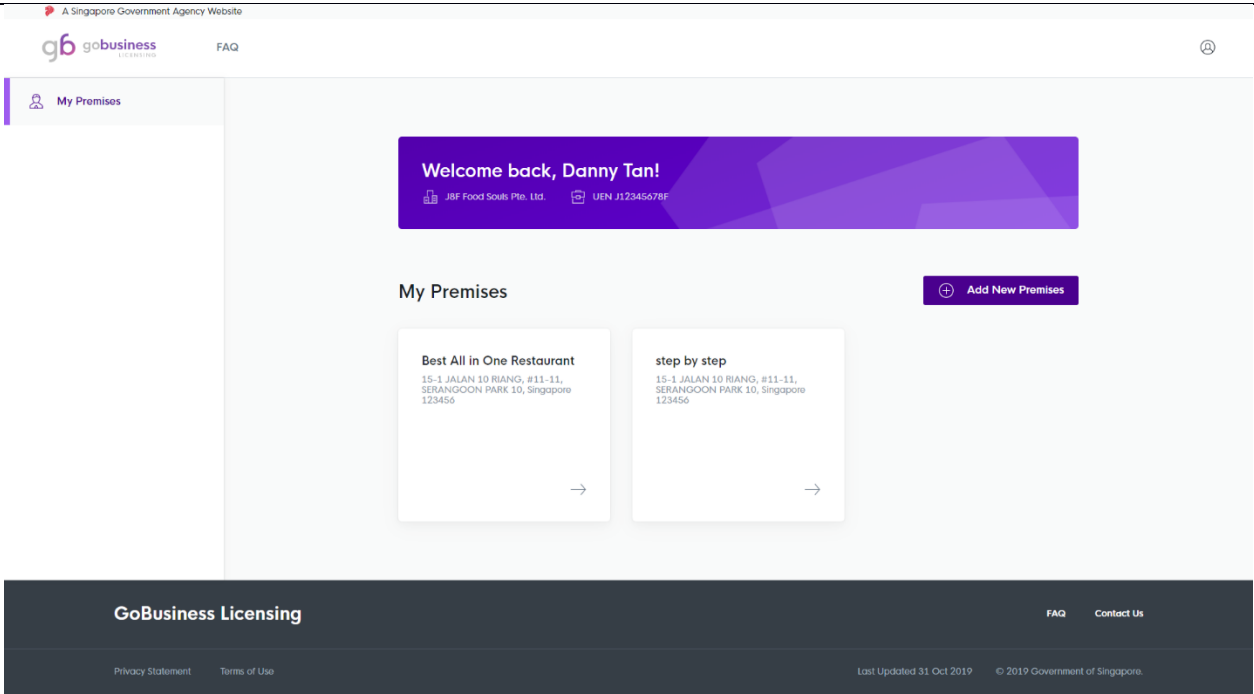 A Singapore Government Agency Website
gb gobusiness
LICENSING
FAQ
My Premises
Welcome back, Danny Tan!
J8F Food Souls Pte. Ltd.
UEN J12345678F
My Premises
Add New Premises
Best All in One Restaurant
15-1 JALAN 10 RIANG, #11-11,
SERANGOON PARK 10, Singapore
123456
step by step
15-1 JALAN 10 RIANG, #11-11,
SERANGOON PARK 10, Singapore
123456
GoBusiness Licensing
FAQ Contact Us
Privacy Statement Terms of Use
Last Updated 31 Oct 2019 © 2019 Government of Singapore.